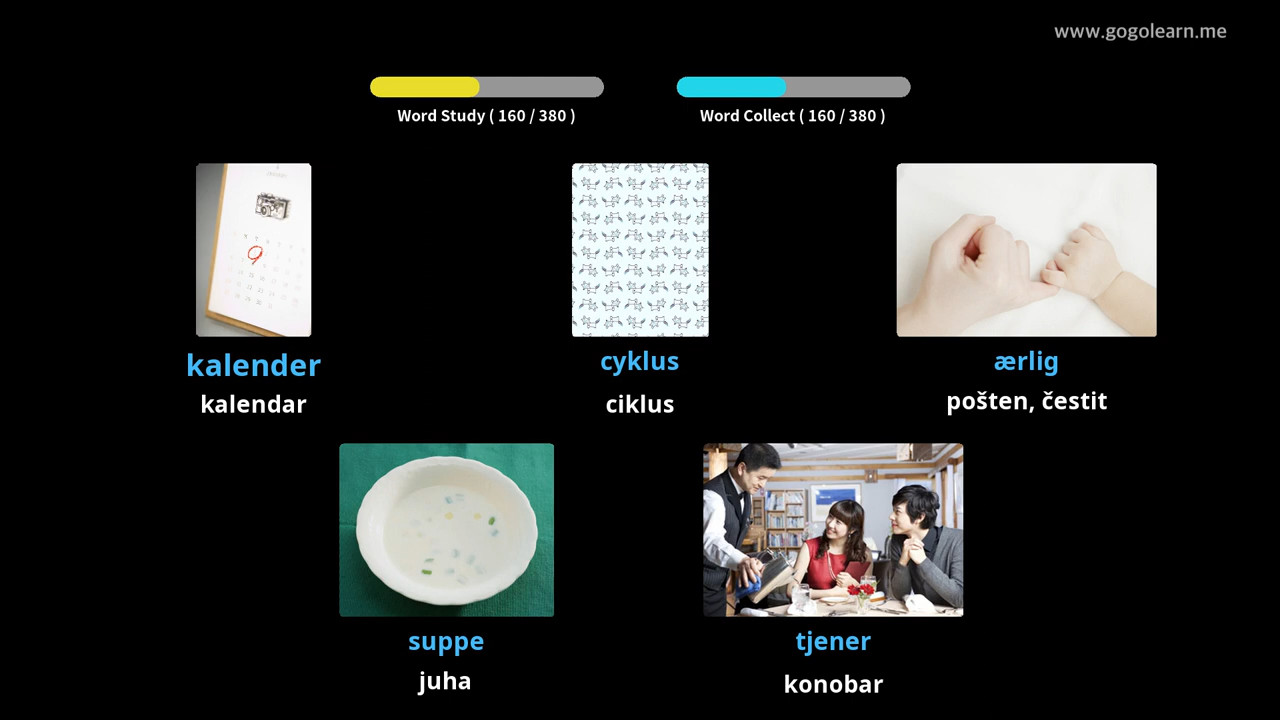 www.gogolearn.me
Word Study ( 160 / 380 )
Word Collect ( 160 / 380 )
kalender
kalendar
cyklus
ciklus
ærlig
pošten, čestit
suppe
juha
tjener
konobar